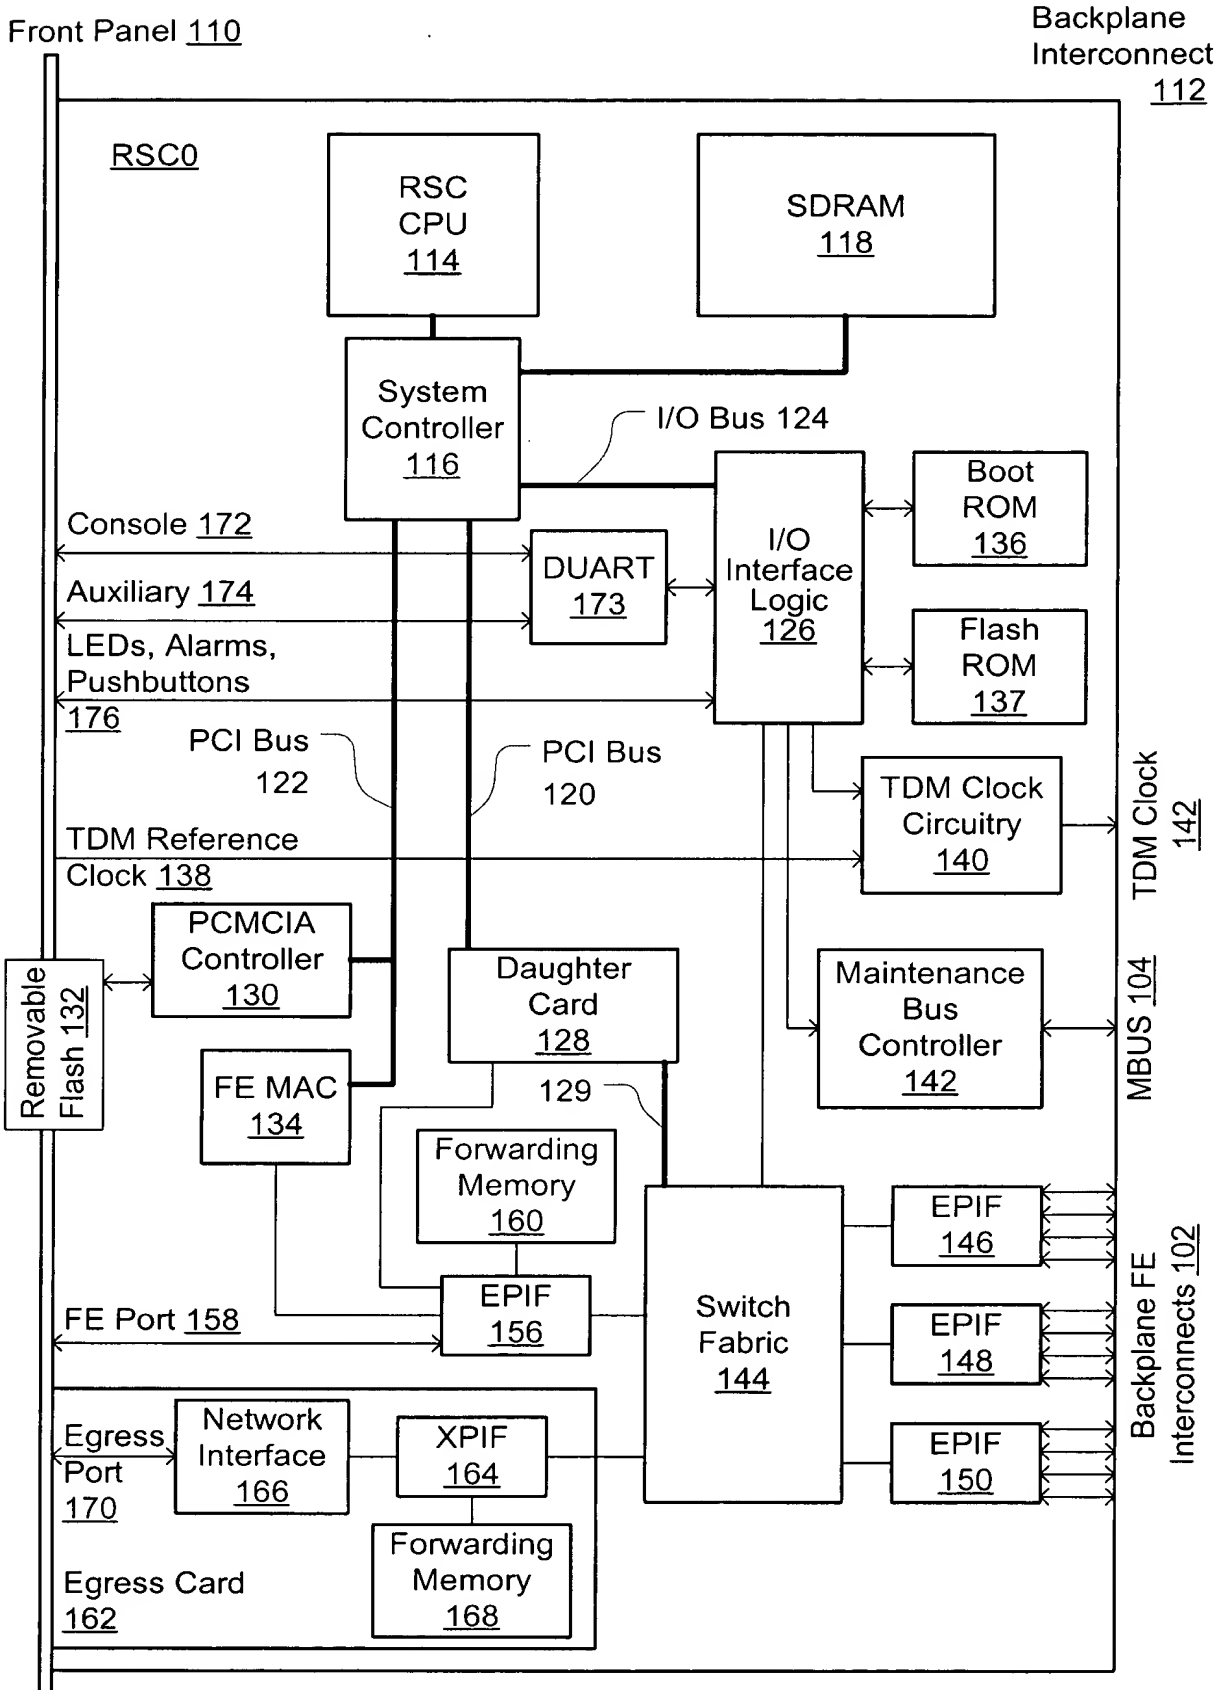 Front Panel 110
Backplane
Interconnect
112
RSC0
RSC
CPU
114
SDRAM
118
System
Controller
116
I/O Bus 124
Boot
ROM
136
I/O
Interface
Logic
126
Console 172
DUART
173
Auxiliary 174
Flash
ROM
137
LEDs, Alarms,
Pushbuttons
176
PCI Bus
122
PCI Bus
120
TDM Clock
Circuitry
140
TDM Clock
142
TDM Reference
Clock 138
PCMCIA
Controller
130
Removable
Flash 132
Daughter
Card
128
Maintenance
Bus
Controller
142
MBUS 104
FE MAC
134
129
Forwarding
Memory
160
EPIF
146
EPIF
156
Switch
Fabric
144
FE Port 158
EPIF
148
Backplane FE
Interconnects 102
Egress
Port
170
Network
Interface
166
XPIF
164
EPIF
150
Forwarding
Memory
168
Egress Card
162